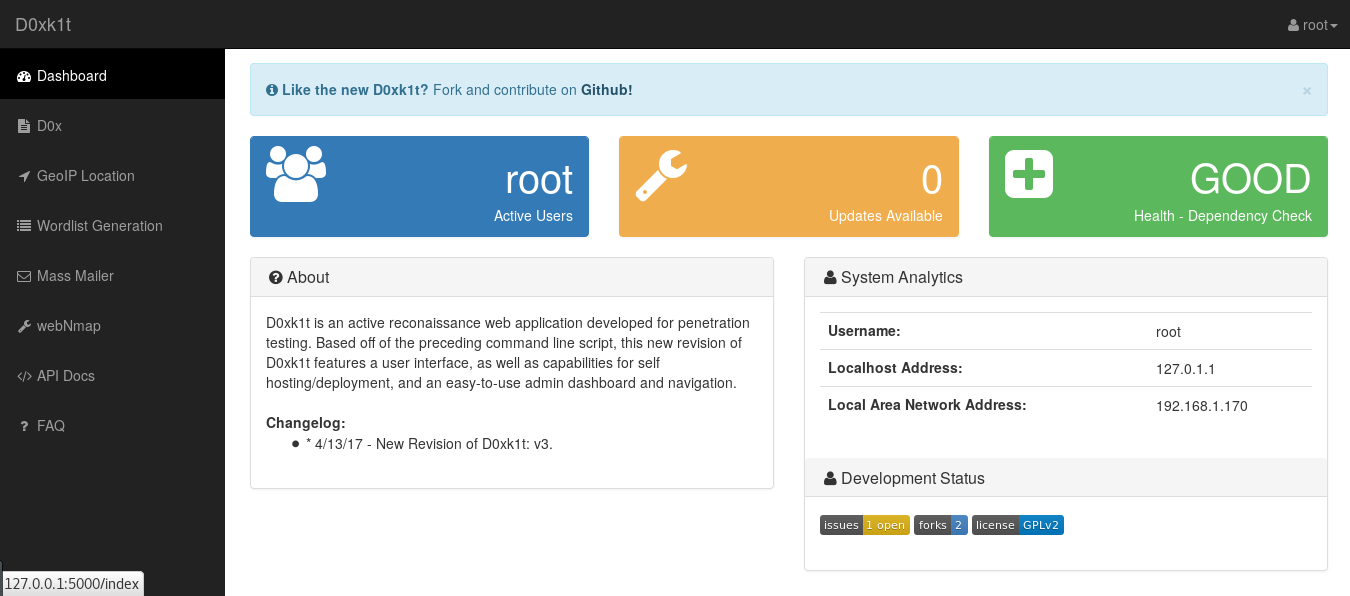 D0xk1t
root
Dashboard
D0x
GeoIP Location
Wordlist Generation
Mass Mailer
webNmap
API Docs
FAQ
Like the new D0xk1t? Fork and contribute on Github!
×
root
Active Users
0
Updates Available
GOOD
Health - Dependency Check
About
D0xk1t is an active reconaissance web application developed for penetration
testing. Based off of the preceding command line script, this new revision of
D0xk1t features a user interface, as well as capabilities for self
hosting/deployment, and an easy-to-use admin dashboard and navigation.
Changelog:
• * 4/13/17 - New Revision of D0xk1t: v3.
System Analytics
Username: root
Localhost Address: 127.0.1.1
Local Area Network Address: 192.168.1.170
Development Status
issues 1 open forks 2 license GPLv2
127.0.0.1:5000/index